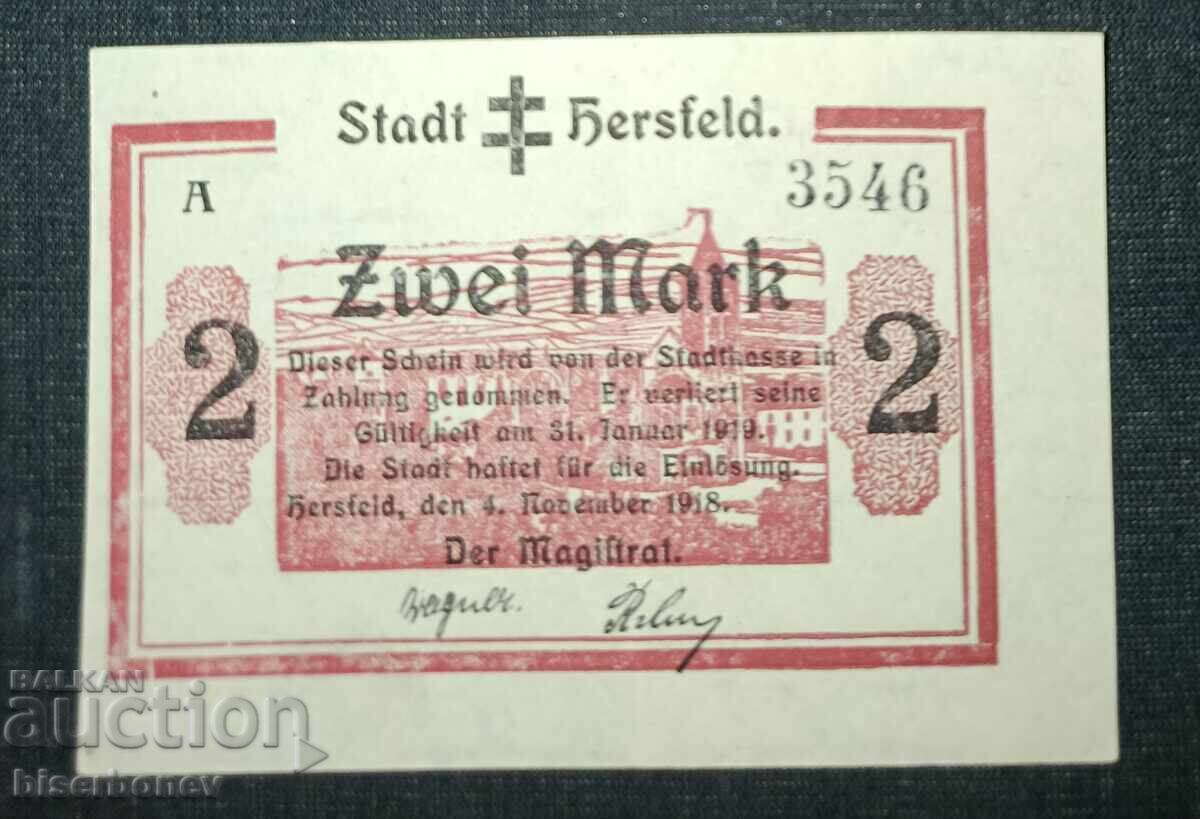 Stadt Hersfeld.
A
3546
Zwei Mark
2
2
Dieser Schein wird von der Stadtkasse in
Zahlung genommen. Er verliert seine
Gültigkeit am 31. Januar 1919.
Die Stadt haftet für die Einlösung.
Hersfeld, den 4. November 1918.
Der Magistrat.
Wagner.
BALKAN
auction
biserbonev